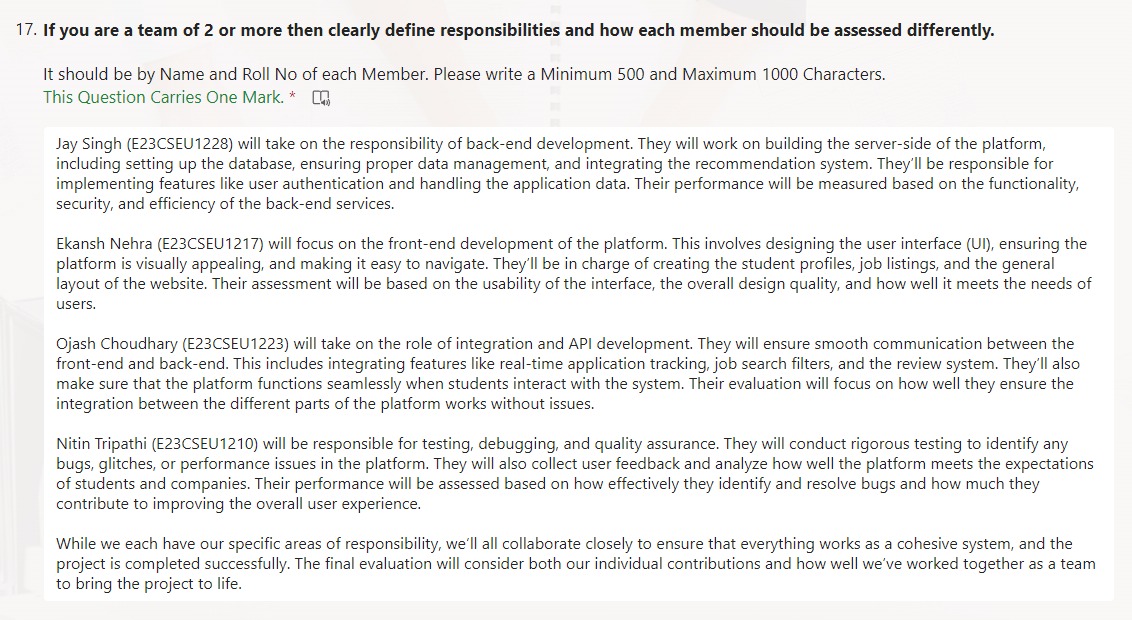 17. If you are a team of 2 or more then clearly define responsibilities and how each member should be assessed differently.
It should be by Name and Roll No of each Member. Please write a Minimum 500 and Maximum 1000 Characters.
This Question Carries One Mark. *
Jay Singh (E23CSEU1228) will take on the responsibility of back-end development. They will work on building the server-side of the platform,
including setting up the database, ensuring proper data management, and integrating the recommendation system. They'll be responsible for
implementing features like user authentication and handling the application data. Their performance will be measured based on the functionality,
security, and efficiency of the back-end services.
Ekansh Nehra (E23CSEU1217) will focus on the front-end development of the platform. This involves designing the user interface (UI), ensuring the
platform is visually appealing, and making it easy to navigate. They'll be in charge of creating the student profiles, job listings, and the general
layout of the website. Their assessment will be based on the usability of the interface, the overall design quality, and how well it meets the needs of
users.
Ojash Choudhary (E23CSEU1223) will take on the role of integration and API development. They will ensure smooth communication between the
front-end and back-end. This includes integrating features like real-time application tracking, job search filters, and the review system. They'll also
make sure that the platform functions seamlessly when students interact with the system. Their evaluation will focus on how well they ensure the
integration between the different parts of the platform works without issues.
Nitin Tripathi (E23CSEU1210) will be responsible for testing, debugging, and quality assurance. They will conduct rigorous testing to identify any
bugs, glitches, or performance issues in the platform. They will also collect user feedback and analyze how well the platform meets the expectations
of students and companies. Their performance will be assessed based on how effectively they identify and resolve bugs and how much they
contribute to improving the overall user experience.
While we each have our specific areas of responsibility, we'll all collaborate closely to ensure that everything works as a cohesive system, and the
project is completed successfully. The final evaluation will consider both our individual contributions and how well we've worked together as a team
to bring the project to life.